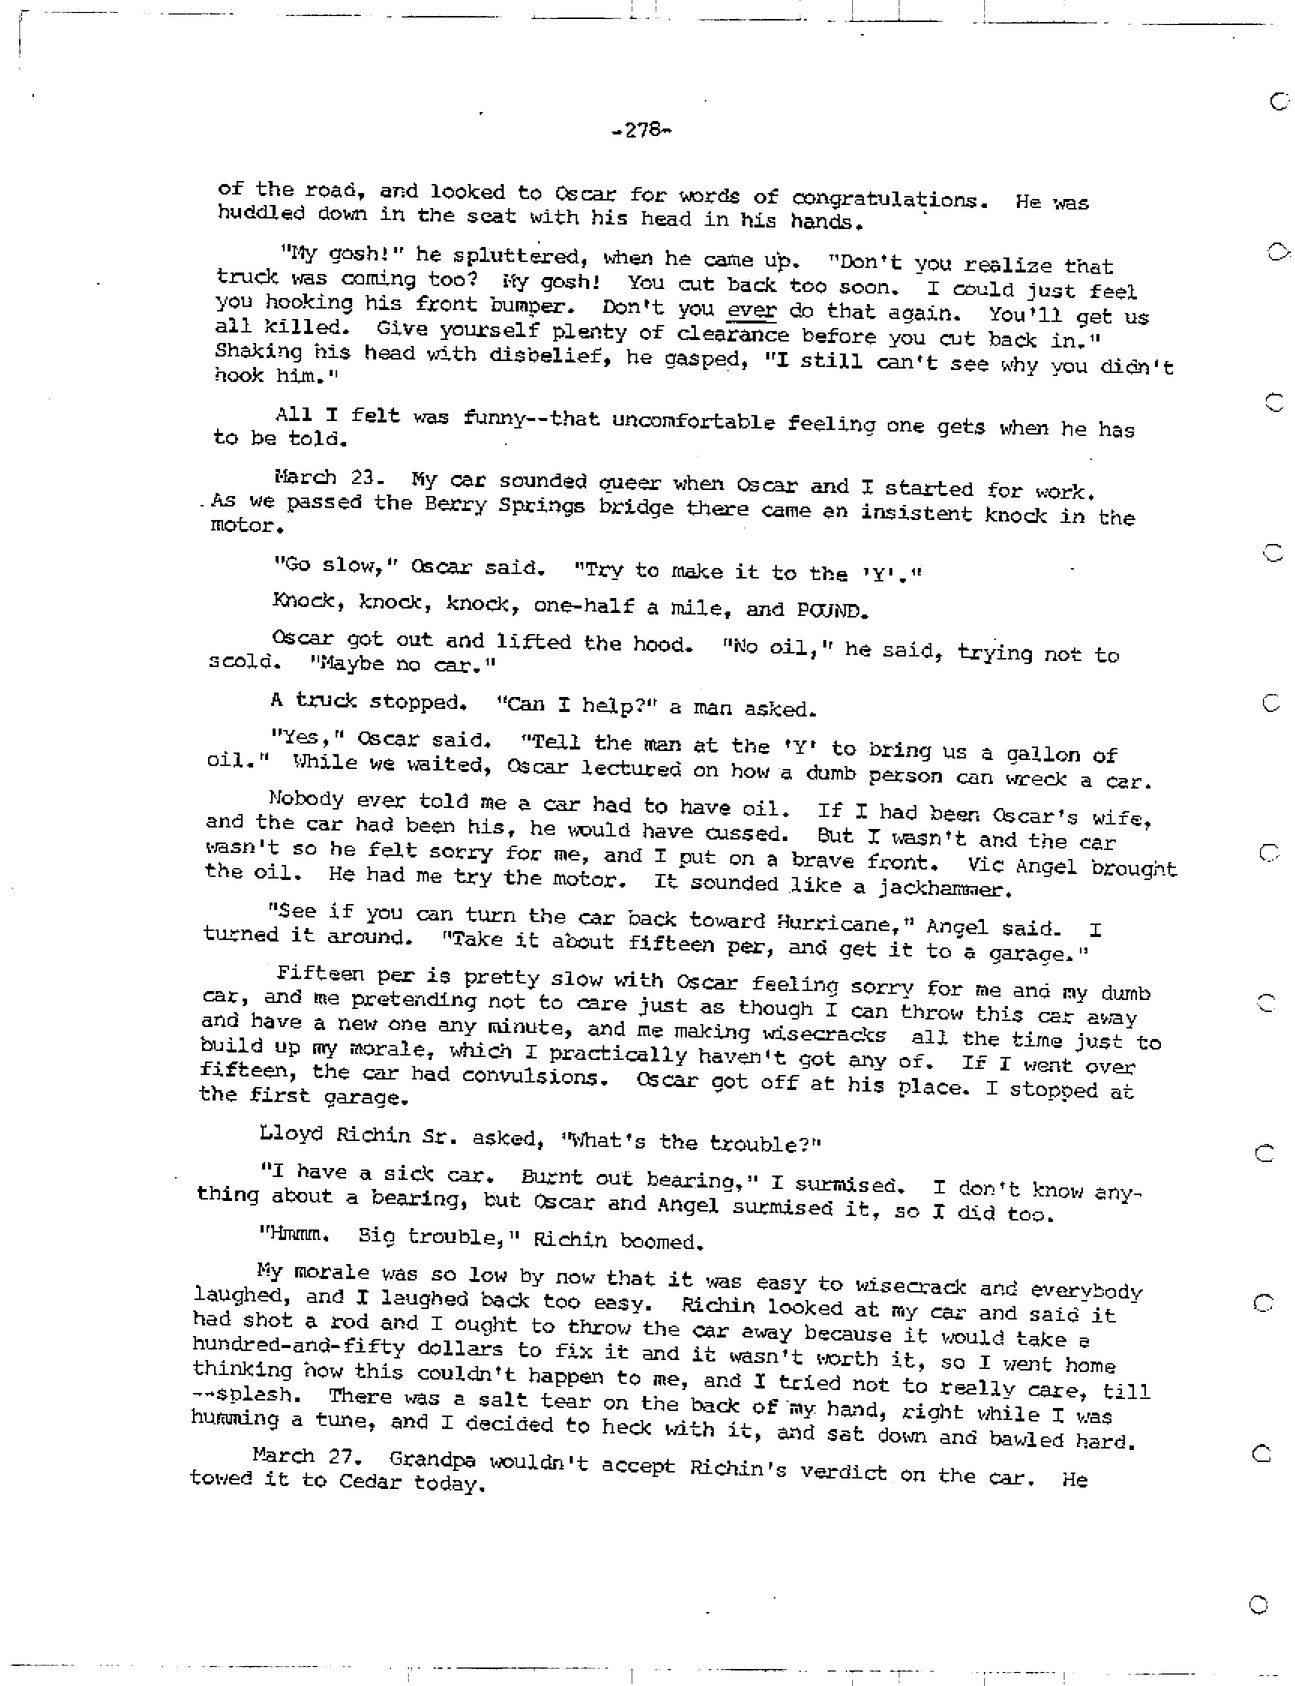 -278-
of the road, and looked to Oscar for words of congratulations. He was
huddled down in the seat with his head in his hands.
"My gosh!" he spluttered, when he came up. "Don't you realize that
truck was coming too? My gosh! You cut back too soon. I could just feel
you hooking his front bumper. Don't you ever do that again. You'll get us
all killed. Give yourself plenty of clearance before you cut back in."
Shaking his head with disbelief, he gasped, "I still can't see why you didn't
hook him."
All I felt was funny--that uncomfortable feeling one gets when he has
to be told.
March 23. My car sounded queer when Oscar and I started for work.
As we passed the Berry Springs bridge there came an insistent knock in the
motor.
"Go slow," Oscar said. "Try to make it to the 'Y'."
Knock, knock, knock, one-half a mile, and POUND.
Oscar got out and lifted the hood. "No oil," he said, trying not to
scold. "Maybe no car."
A truck stopped. "Can I help?" a man asked.
"Yes," Oscar said. "Tell the man at the 'Y' to bring us a gallon of
oil." While we waited, Oscar lectured on how a dumb person can wreck a car.
Nobody ever told me a car had to have oil. If I had been Oscar's wife,
and the car had been his, he would have cussed. But I wasn't and the car
wasn't so he felt sorry for me, and I put on a brave front. Vic Angel brought
the oil. He had me try the motor. It sounded like a jackhammer.
"See if you can turn the car back toward Hurricane," Angel said. I
turned it around. "Take it about fifteen per, and get it to a garage."
Fifteen per is pretty slow with Oscar feeling sorry for me and my dumb
car, and me pretending not to care just as though I can throw this car away
and have a new one any minute, and me making wisecracks all the time just to
build up my morale, which I practically haven't got any of. If I went over
fifteen, the car had convulsions. Oscar got off at his place. I stopped at
the first garage.
Lloyd Richin Sr. asked, "What's the trouble?"
"I have a sick car. Burnt out bearing," I surmised. I don't know any-
thing about a bearing, but Oscar and Angel surmised it, so I did too.
"Hmmm. Big trouble," Richin boomed.
My morale was so low by now that it was easy to wisecrack and everybody
laughed, and I laughed back too easy. Richin looked at my car and said it
had shot a rod and I ought to throw the car away because it would take a
hundred-and-fifty dollars to fix it and it wasn't worth it, so I went home
thinking how this couldn't happen to me, and I tried not to really care, till
--splash. There was a salt tear on the back of my hand, right while I was
humming a tune, and I decided to heck with it, and sat down and bawled hard.
March 27. Grandpa wouldn't accept Richin's verdict on the car. He
towed it to Cedar today.